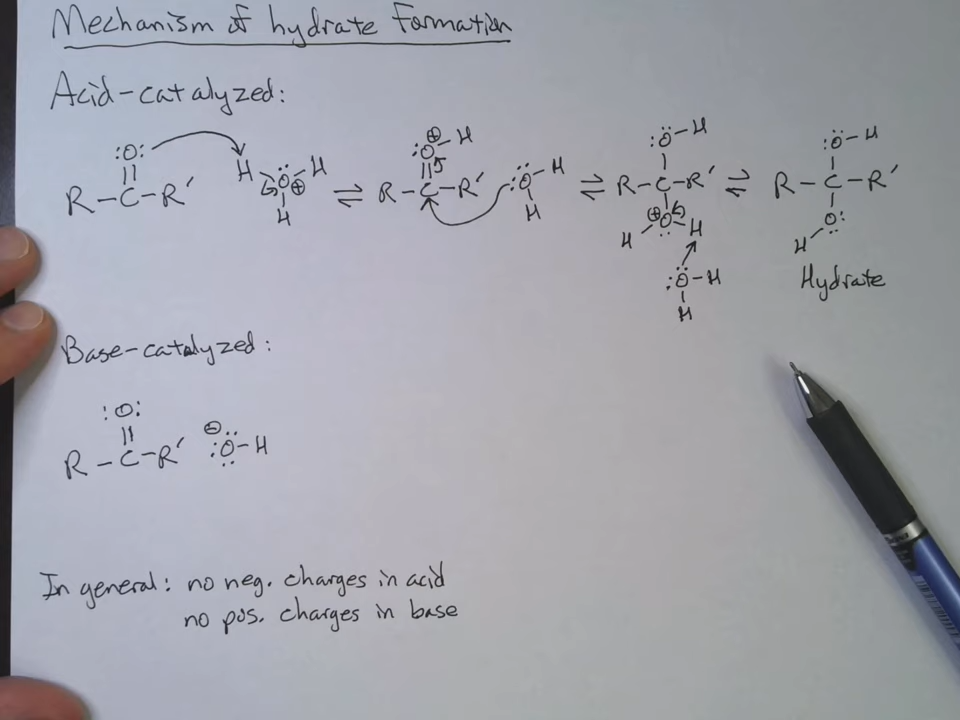 Mechanism of hydrate formation
Acid-catalyzed:
:O: H Ö H ⊕ H
R-C-R' ⇌ 
⊕ :O-H
R-C-R' :Ö-H H ⇌
:Ö-H
R-C-R' ⇌
⊕ O H H
:Ö-H
H
:Ö-H
R-C-R'
H O:
Hydrate
Base-catalyzed:
:O:
R-C-R' ⊖ :Ö-H
In general: no neg. charges in acid
no pos. charges in base